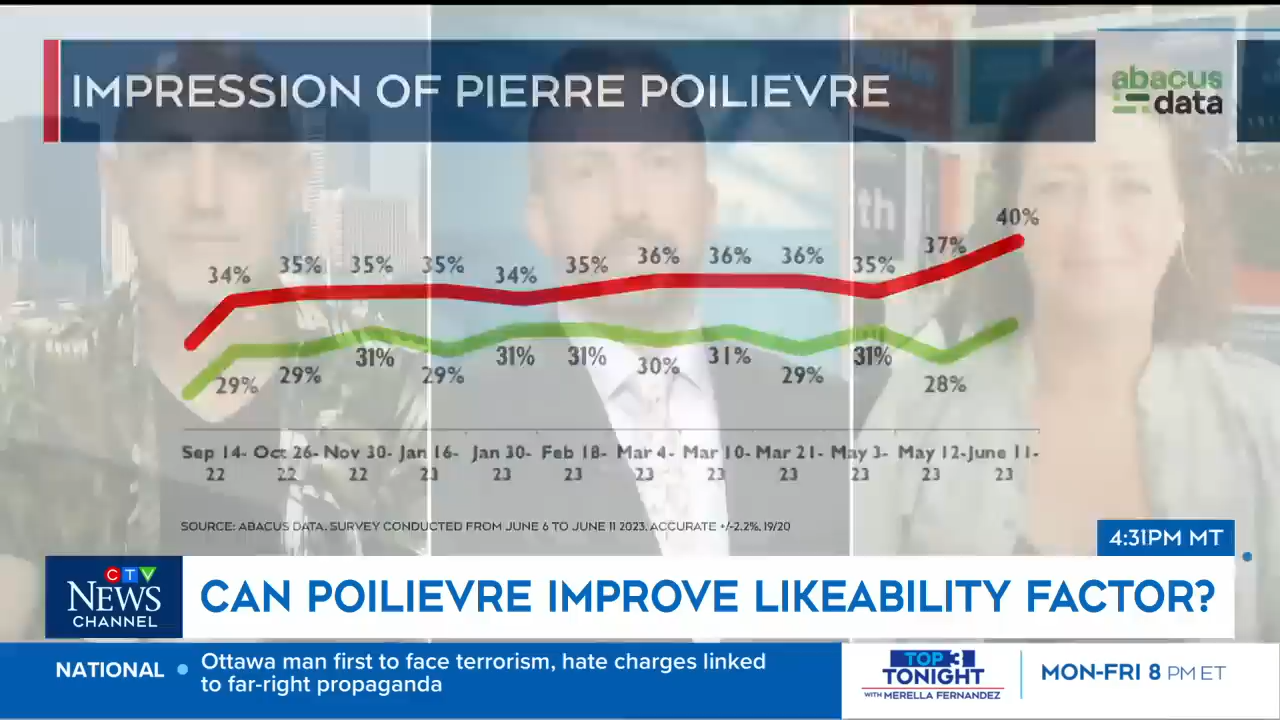 IMPRESSION OF PIERRE POILIEVRE
abacus
data
th
40%
34% 35% 35% 35% 34% 35% 36% 36% 36% 35% 37%
29% 29% 31% 29% 31% 31% 30% 31% 29% 31% 28%
Sep 14- Oct 26- Nov 30- Jan 16- Jan 30- Feb 18- Mar 4- Mar 10- Mar 21- May 3- May 12- June 11-
22 22 22 23 23 23 23 23 23 23 23 23
SOURCE: ABACUS DATA. SURVEY CONDUCTED FROM JUNE 6 TO JUNE 11 2023. ACCURATE +/-2.2%, 19/20
4:31PM MT
CTV
NEWS
CHANNEL
CAN POILIEVRE IMPROVE LIKEABILITY FACTOR?
NATIONAL • Ottawa man first to face terrorism, hate charges linked
to far-right propaganda
TOP 3
TONIGHT
WITH MERELLA FERNANDEZ
MON-FRI 8 PM ET